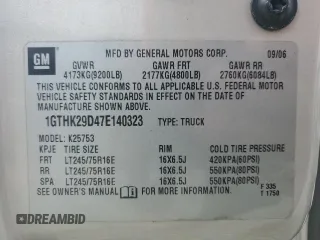 GM
MFD BY GENERAL MOTORS CORP. 09/06
GVWR GAWR FRT GAWR RR
4173KG(9200LB) 2177KG(4800LB) 2760KG(6084LB)
THIS VEHICLE CONFORMS TO ALL APPLICABLE U.S. FEDERAL MOTOR
VEHICLE SAFETY STANDARDS IN EFFECT ON THE DATE OF
MANUFACTURE SHOWN ABOVE.
1GTHK29D47E140323 TYPE: TRUCK
MODEL: K25753
KPJE TIRE SIZE RIM COLD TIRE PRESSURE
FRT LT245/75R16E 16X6.5J 420KPA(60PSI)
RR LT245/75R16E 16X6.5J 550KPA(80PSI)
SPA LT245/75R16E 16X6.5J 550KPA(80PSI)
SEE OWNER'S MANUAL FOR MORE INFORMATION. F 335
T 1750
DREAMBID